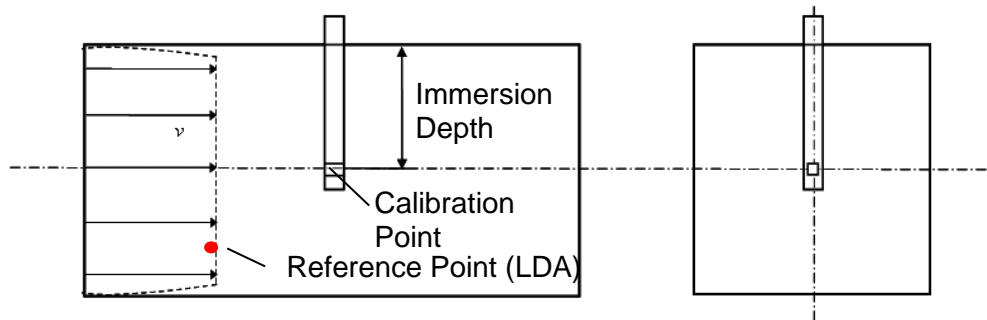 Immersion
Depth
v
Calibration
Point
Reference Point (LDA)